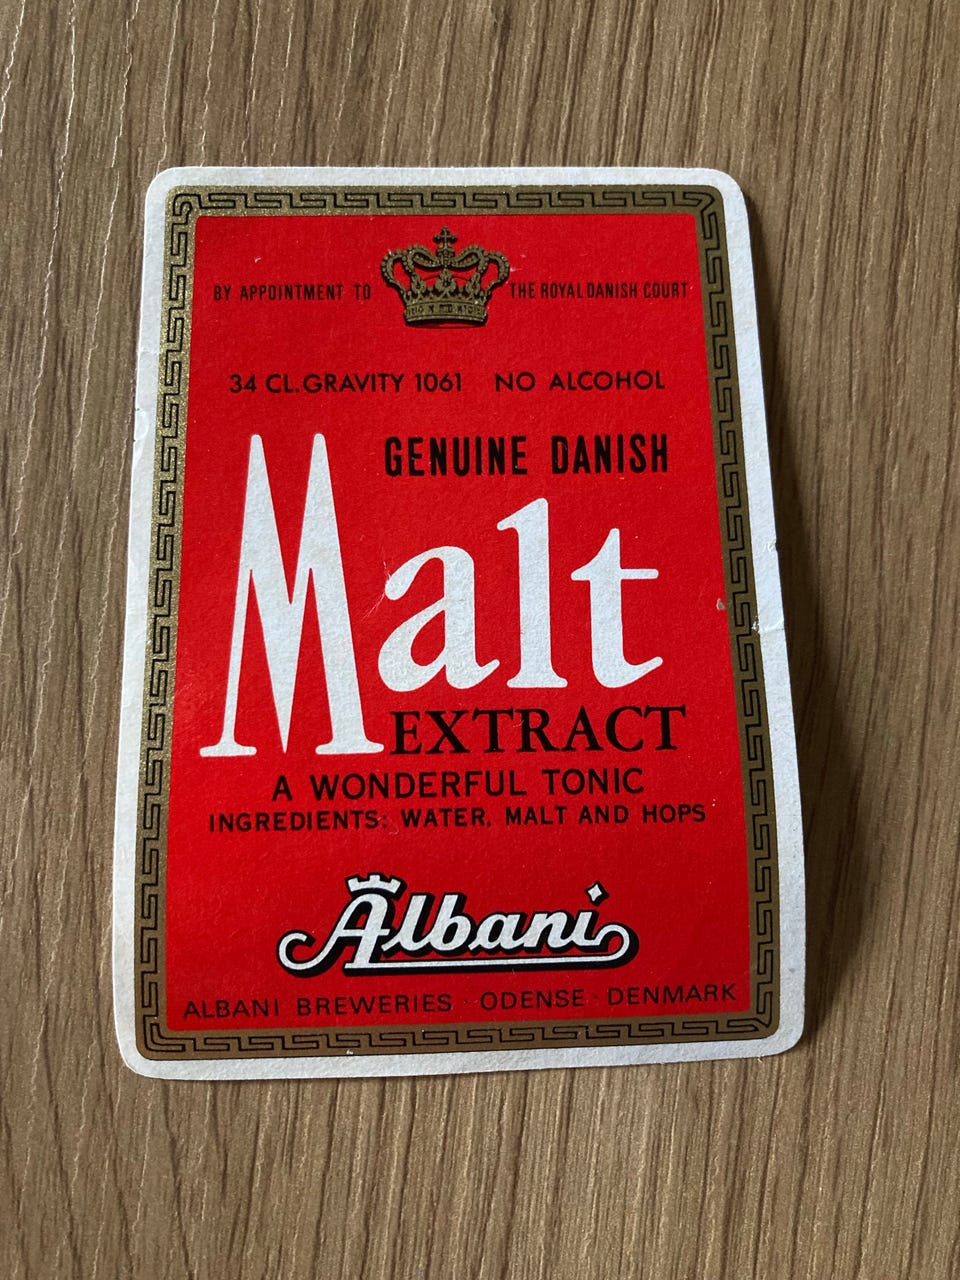 BY APPOINTMENT TO THE ROYAL DANISH COURT
34 CL. GRAVITY 1061 NO ALCOHOL
GENUINE DANISH
Malt
EXTRACT
A WONDERFUL TONIC
INGREDIENTS: WATER, MALT AND HOPS
Albani
ALBANI BREWERIES · ODENSE · DENMARK